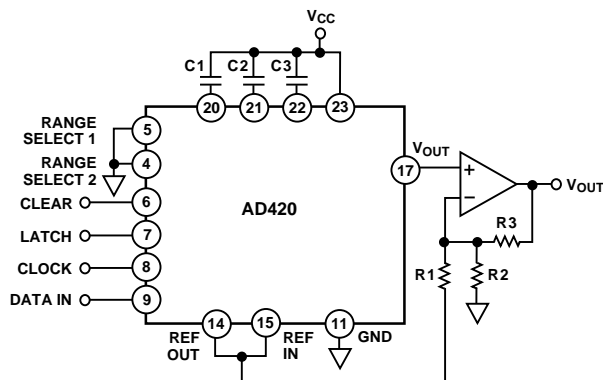 VCC
C1 C2 C3
20 21 22 23
RANGE
SELECT 1
5
RANGE
SELECT 2
4
VOUT
17
+
VOUT
AD420
CLEAR
6
−
LATCH
7
R3
R1 R2
CLOCK
8
DATA IN
9
14 15 11
REF
OUT
REF
IN
GND